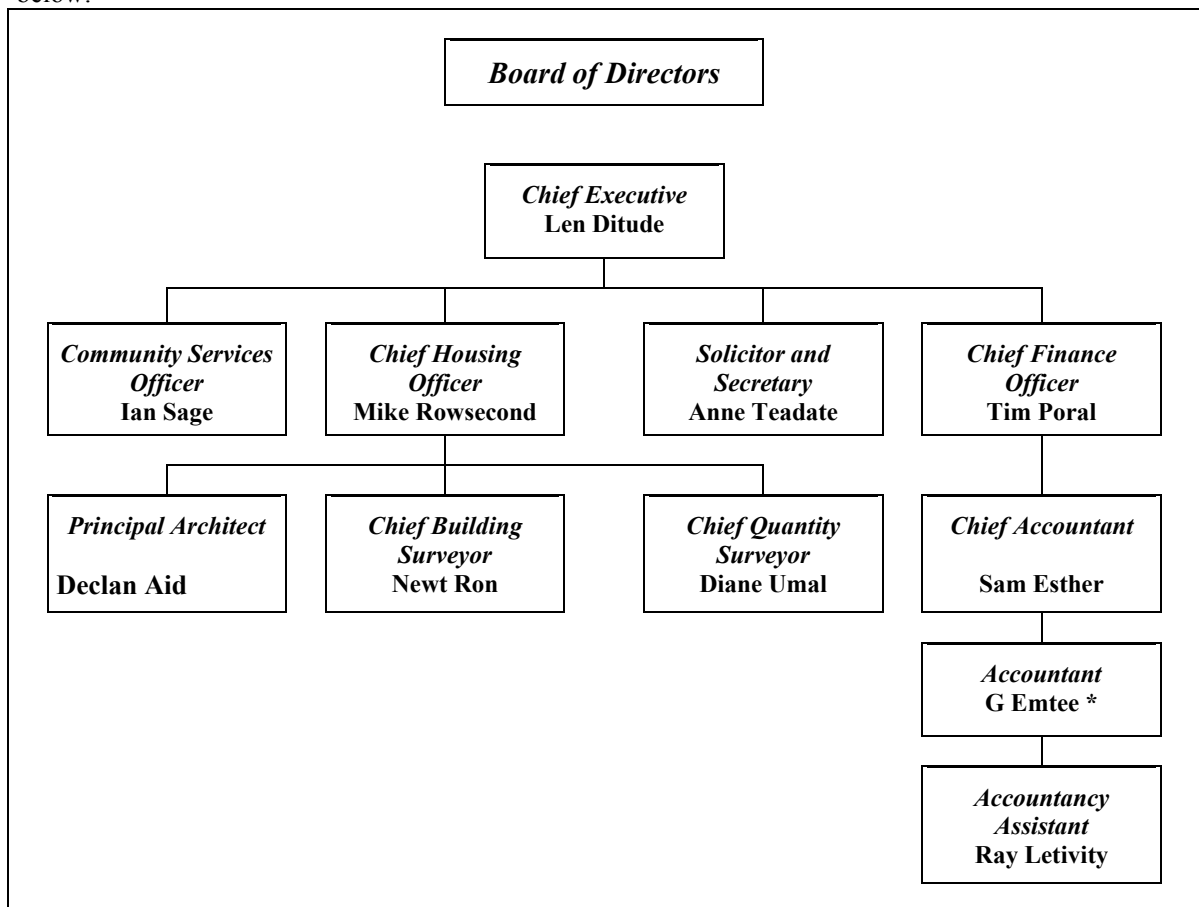 below.
Board of Directors
Chief Executive
Len Ditude
Community Services
Officer
Ian Sage
Chief Housing
Officer
Mike Rowsecond
Solicitor and
Secretary
Anne Teadate
Chief Finance
Officer
Tim Poral
Principal Architect
Declan Aid
Chief Building
Surveyor
Newt Ron
Chief Quantity
Surveyor
Diane Umal
Chief Accountant
Sam Esther
Accountant
G Emtee *
Accountancy
Assistant
Ray Letivity